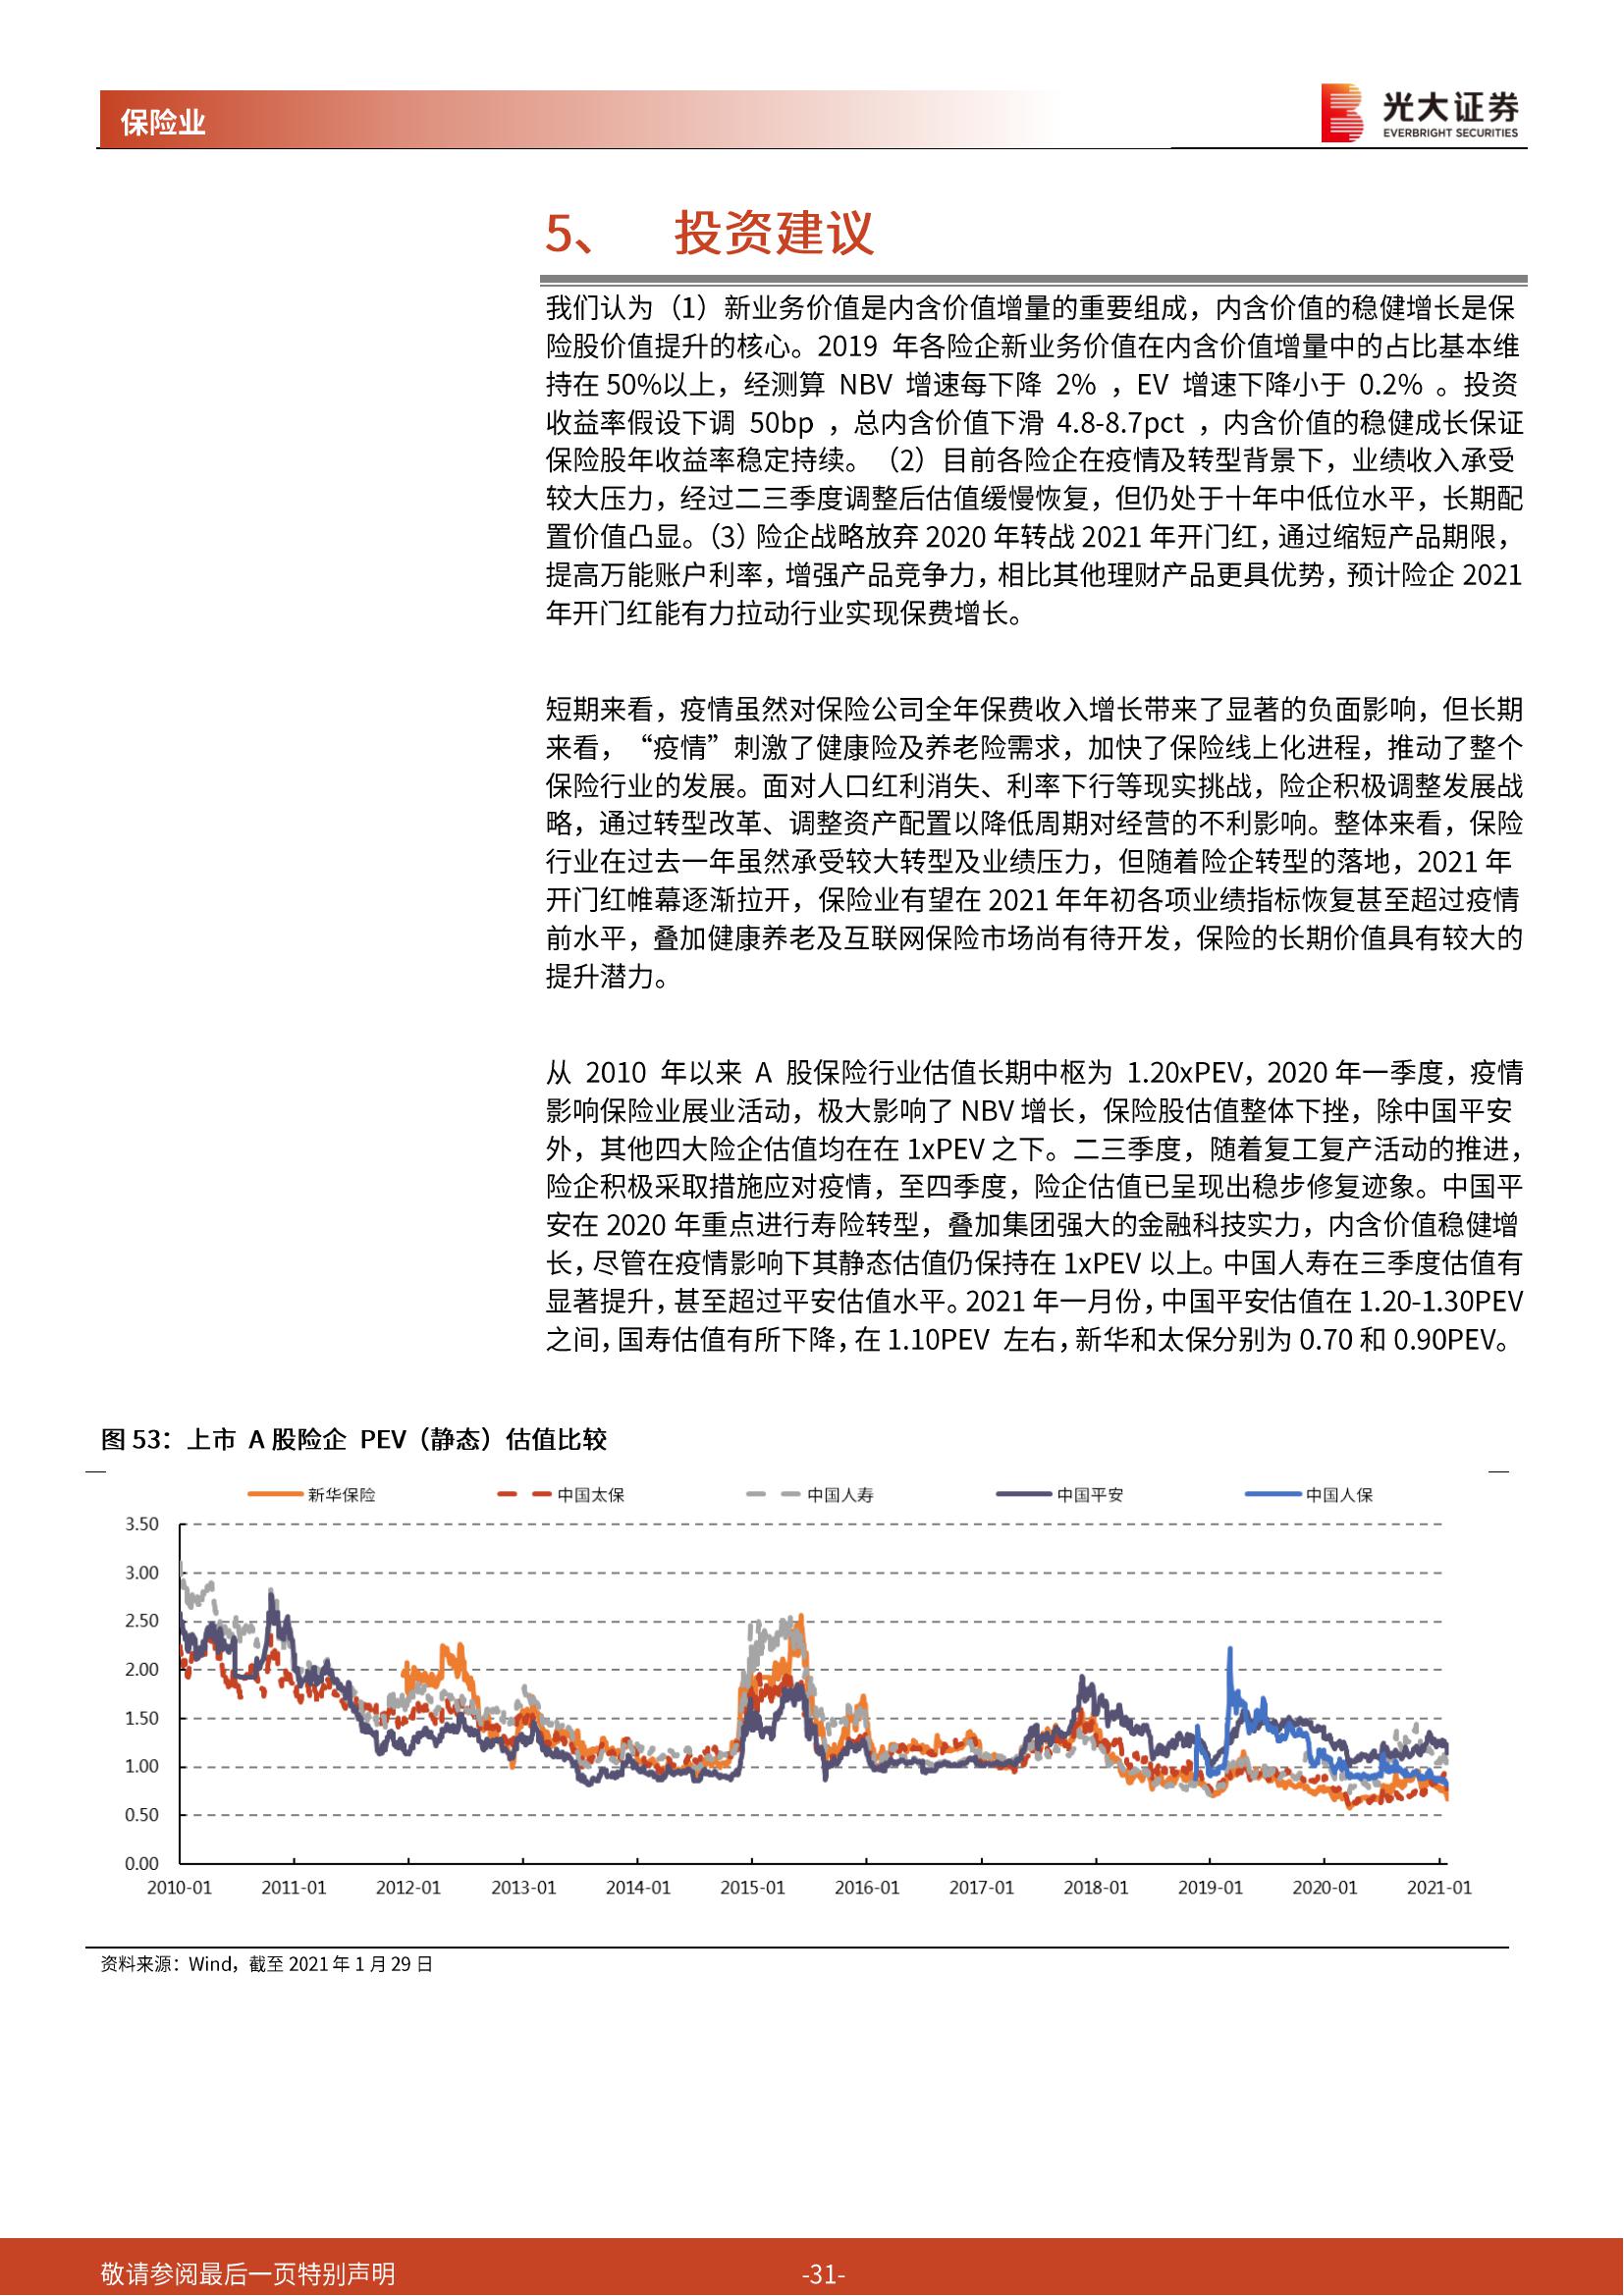 保险业
光大证券
EVERBRIGHT SECURITIES
5、 投资建议
我们认为（1）新业务价值是内含价值增量的重要组成，内含价值的稳健增长是保
险股价值提升的核心。2019 年各险企新业务价值在内含价值增量中的占比基本维
持在 50%以上，经测算 NBV 增速每下降 2% ，EV 增速下降小于 0.2% 。投资
收益率假设下调 50bp ，总内含价值下滑 4.8-8.7pct ，内含价值的稳健成长保证
保险股年收益率稳定持续。（2）目前各险企在疫情及转型背景下，业绩收入承受
较大压力，经过二三季度调整后估值缓慢恢复，但仍处于十年中低位水平，长期配
置价值凸显。（3）险企战略放弃 2020 年转战 2021 年开门红，通过缩短产品期限，
提高万能账户利率，增强产品竞争力，相比其他理财产品更具优势，预计险企 2021
年开门红能有力拉动行业实现保费增长。
短期来看，疫情虽然对保险公司全年保费收入增长带来了显著的负面影响，但长期
来看，“疫情”刺激了健康险及养老险需求，加快了保险线上化进程，推动了整个
保险行业的发展。面对人口红利消失、利率下行等现实挑战，险企积极调整发展战
略，通过转型改革、调整资产配置以降低周期对经营的不利影响。整体来看，保险
行业在过去一年虽然承受较大转型及业绩压力，但随着险企转型的落地，2021 年
开门红帷幕逐渐拉开，保险业有望在 2021 年年初各项业绩指标恢复甚至超过疫情
前水平，叠加健康养老及互联网保险市场尚有待开发，保险的长期价值具有较大的
提升潜力。
从 2010 年以来 A 股保险行业估值长期中枢为 1.20xPEV，2020 年一季度，疫情
影响保险业展业活动，极大影响了 NBV 增长，保险股估值整体下挫，除中国平安
外，其他四大险企估值均在在 1xPEV 之下。二三季度，随着复工复产活动的推进，
险企积极采取措施应对疫情，至四季度，险企估值已呈现出稳步修复迹象。中国平
安在 2020 年重点进行寿险转型，叠加集团强大的金融科技实力，内含价值稳健增
长，尽管在疫情影响下其静态估值仍保持在 1xPEV 以上。中国人寿在三季度估值有
显著提升，甚至超过平安估值水平。2021 年一月份，中国平安估值在 1.20-1.30PEV
之间，国寿估值有所下降，在 1.10PEV 左右，新华和太保分别为 0.70 和 0.90PEV。
图 53：上市 A 股险企 PEV（静态）估值比较
新华保险 中国太保 中国人寿 中国平安 中国人保
3.50
3.00
2.50
2.00
1.50
1.00
0.50
0.00
2010-01 2011-01 2012-01 2013-01 2014-01 2015-01 2016-01 2017-01 2018-01 2019-01 2020-01 2021-01
资料来源：Wind，截至 2021 年 1 月 29 日
敬请参阅最后一页特别声明 -31-